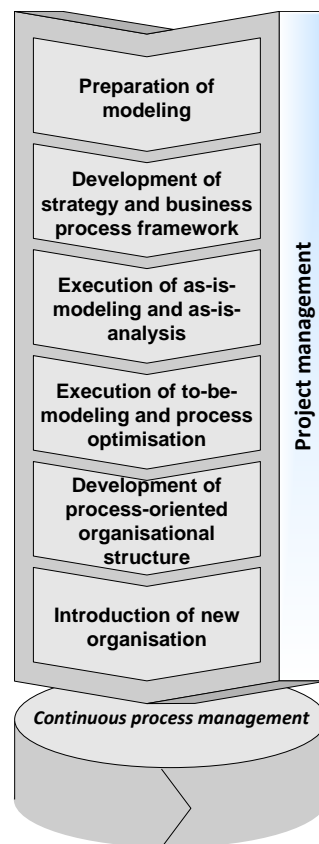 Preparation of
modeling
Development of
strategy and business
process framework
Execution of as-is-
modeling and as-is-
analysis
Execution of to-be-
modeling and process
optimisation
Development of
process-oriented
organisational
structure
Introduction of new
organisation
Project management
Continuous process management